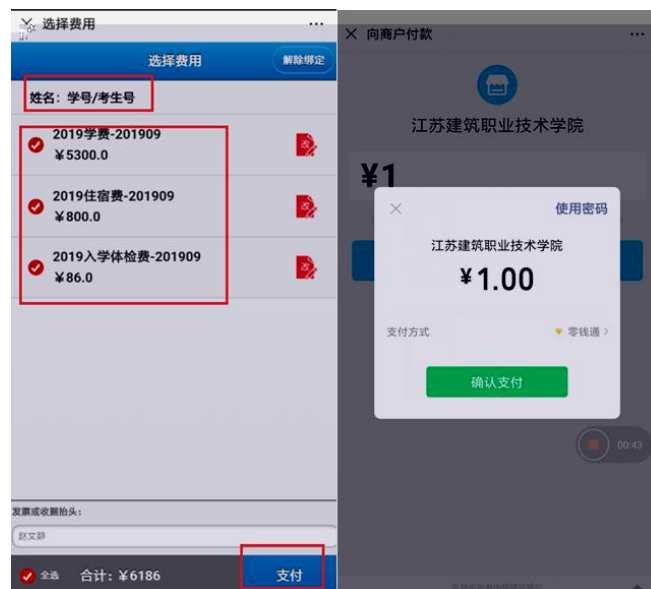 选择费用
选择费用
解除绑定
姓名：学号/考生号
2019学费-201909
￥5300.0
改
2019住宿费-201909
￥800.0
改
2019入学体检费-201909
￥86.0
改
发票或收据抬头：
赵文静
全选
合计：￥6186
支付
向商户付款
江苏建筑职业技术学院
¥1
使用密码
江苏建筑职业技术学院
¥1.00
支付方式
零钱通
确认支付
00:43